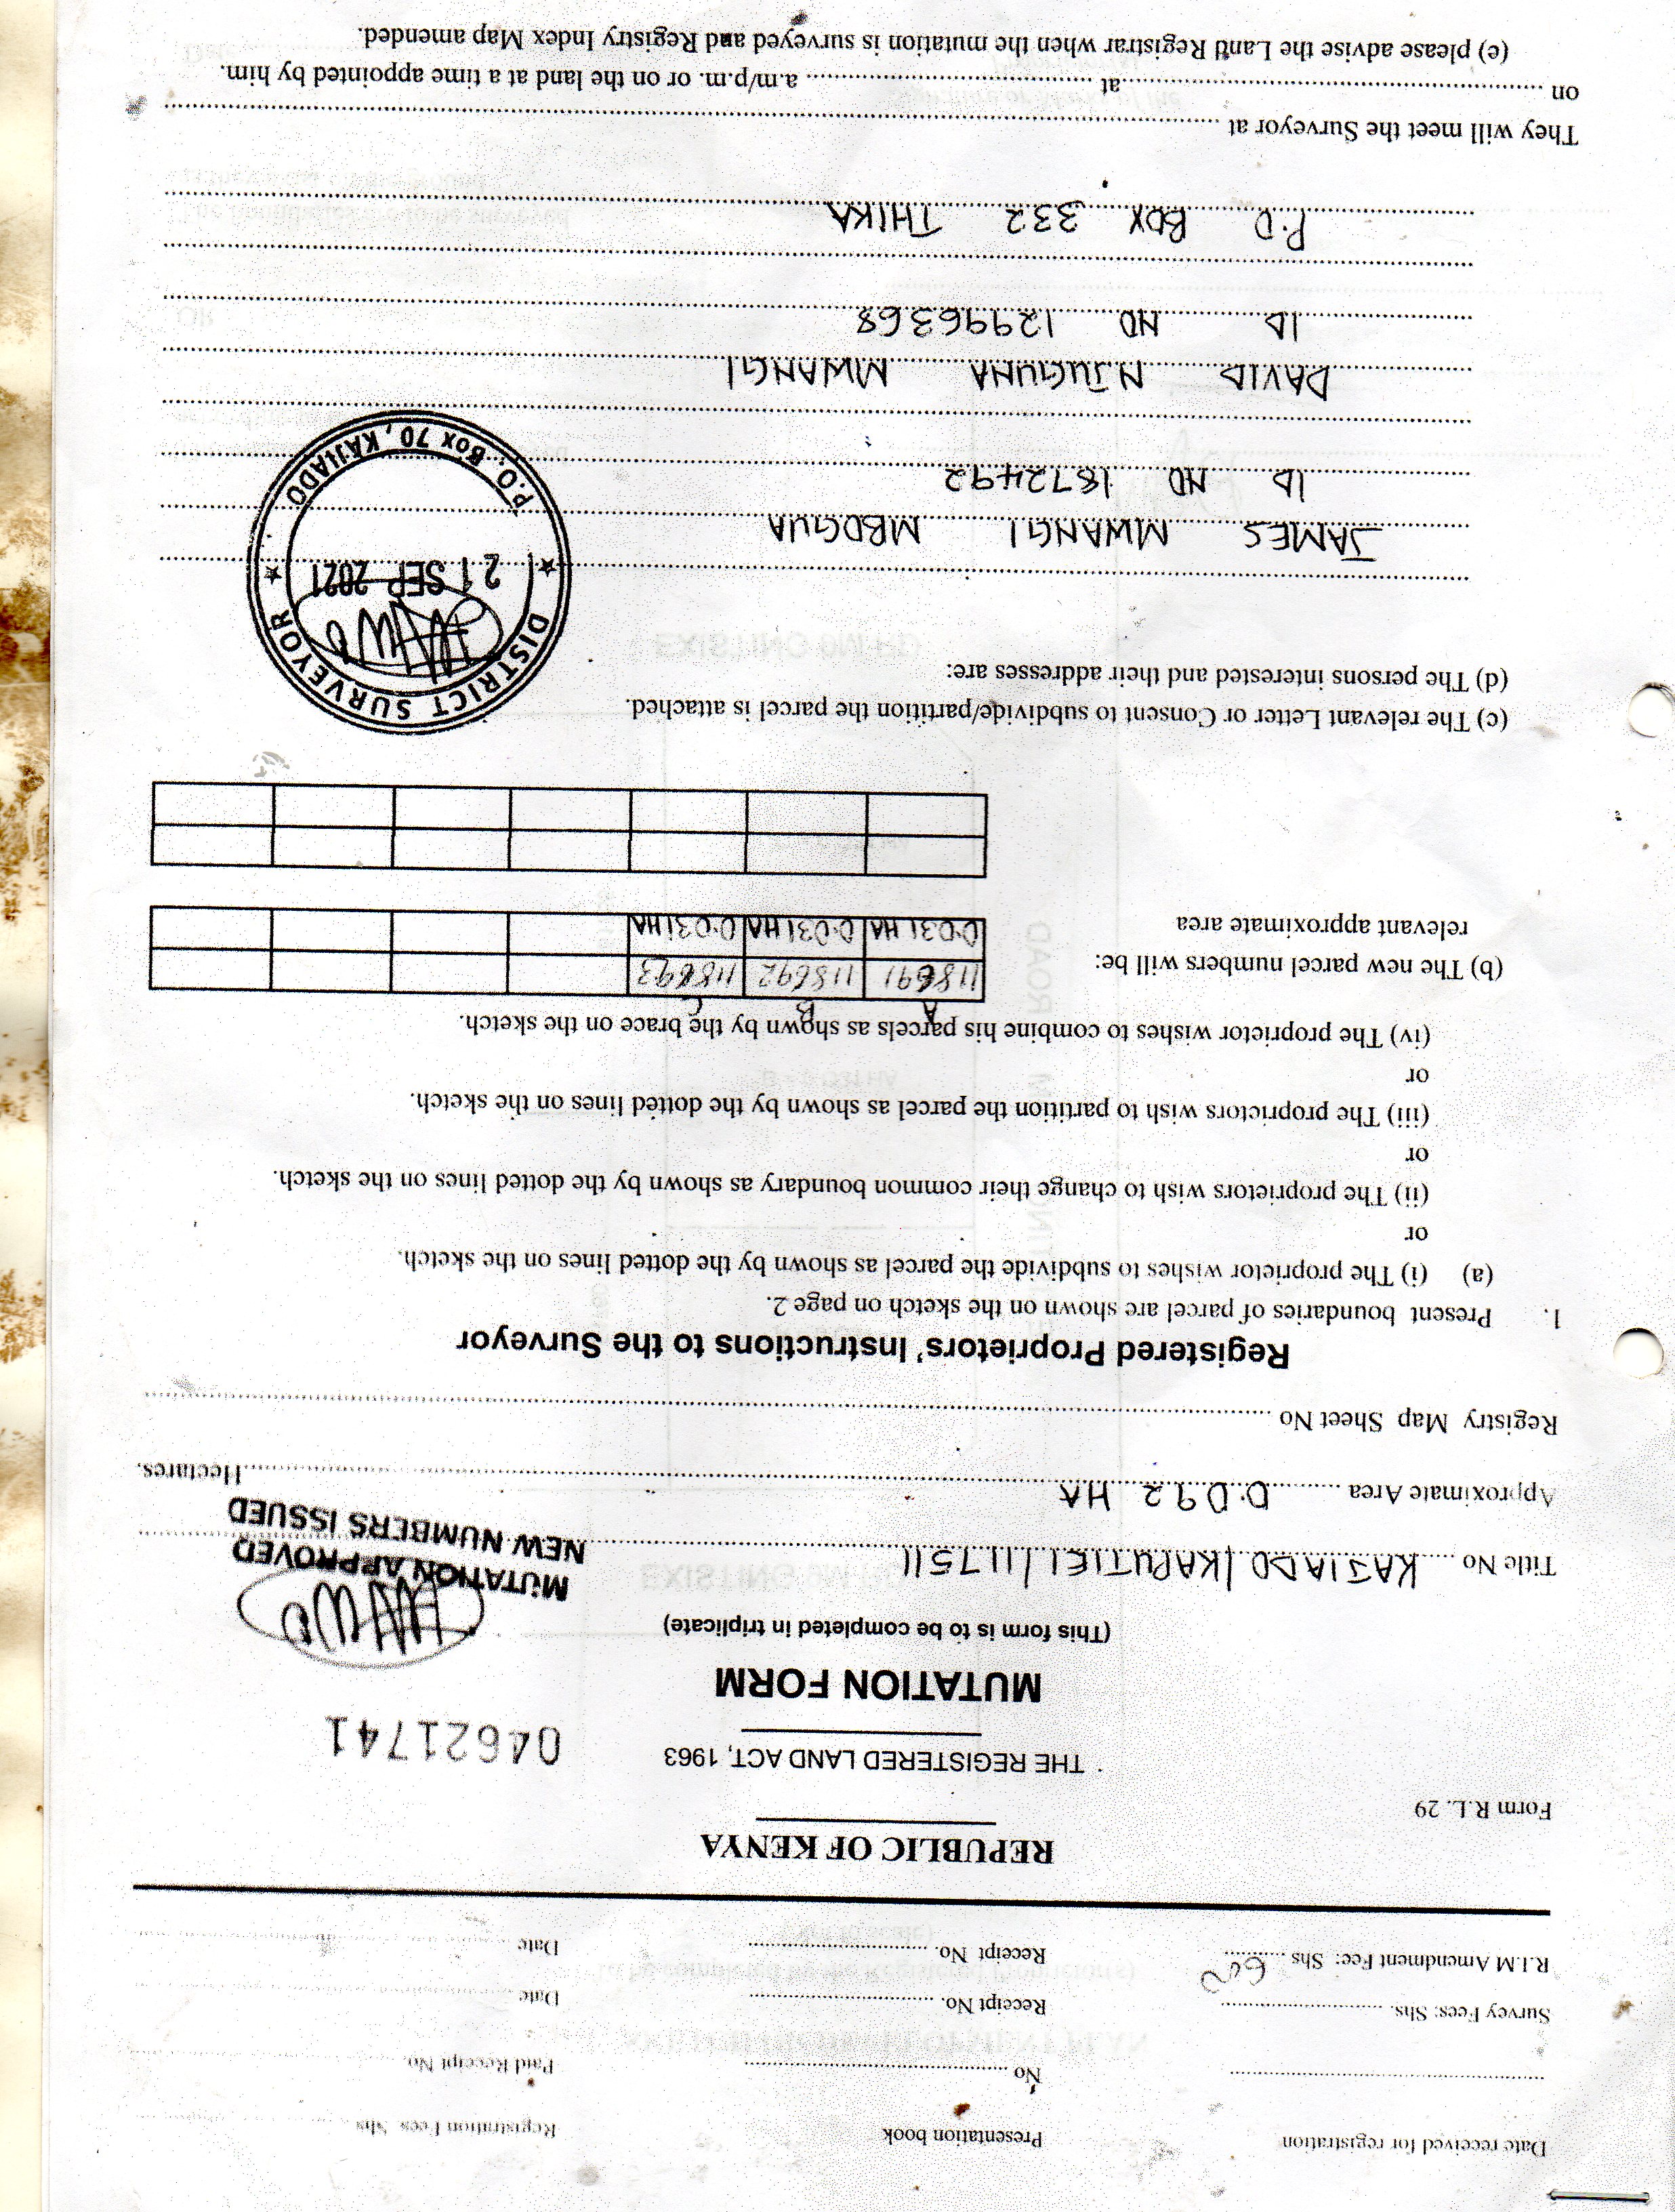 Date received for registration
Presentation book
Registration Fees Shs
No
Paid Receipt No.
Survey Fees: Shs.
Receipt No.
Date
R.I.M Amendment Fee: Shs 600
Receipt No.
Date
REPUBLIC OF KENYA
Form R.L. 29
THE REGISTERED LAND ACT, 1963
04621741
MUTATION FORM
(This form is to be completed in triplicate)
MUTATION APPROVED
NEW NUMBERS ISSUED
Title No KAJIADO/KAPUTIEI/117511
Approximate Area 0.092 HA Hectares.
Registry Map Sheet No
Registered Proprietors' Instructions to the Surveyor
1. Present boundaries of parcel are shown on the sketch on page 2.
(a) (i) The proprietor wishes to subdivide the parcel as shown by the dotted lines on the sketch.
or
(ii) The proprietors wish to change their common boundary as shown by the dotted lines on the sketch.
or
(iii) The proprietors wish to partition the parcel as shown by the dotted lines on the sketch.
or
(iv) The proprietor wishes to combine his parcels as shown by the brace on the sketch.
A B C
(b) The new parcel numbers will be: 118691 118692 118693
relevant approximate area 0.031 HA 0.031 HA 0.031 HA
(c) The relevant Letter or Consent to subdivide/partition the parcel is attached.
(d) The persons interested and their addresses are:
DISTRICT SURVEYOR
21 SEP 2021
P.O. Box 70, KAJIADO
JAMES MWANGI MBOGUA
ID NO 1872492
DAVID NJUGUNA MWANGI
ID NO 12996368
P.O BOX 332 THIKA
They will meet the Surveyor at
on at a.m/p.m. or on the land at a time appointed by him.
(e) please advise the Land Registrar when the mutation is surveyed and Registry Index Map amended.